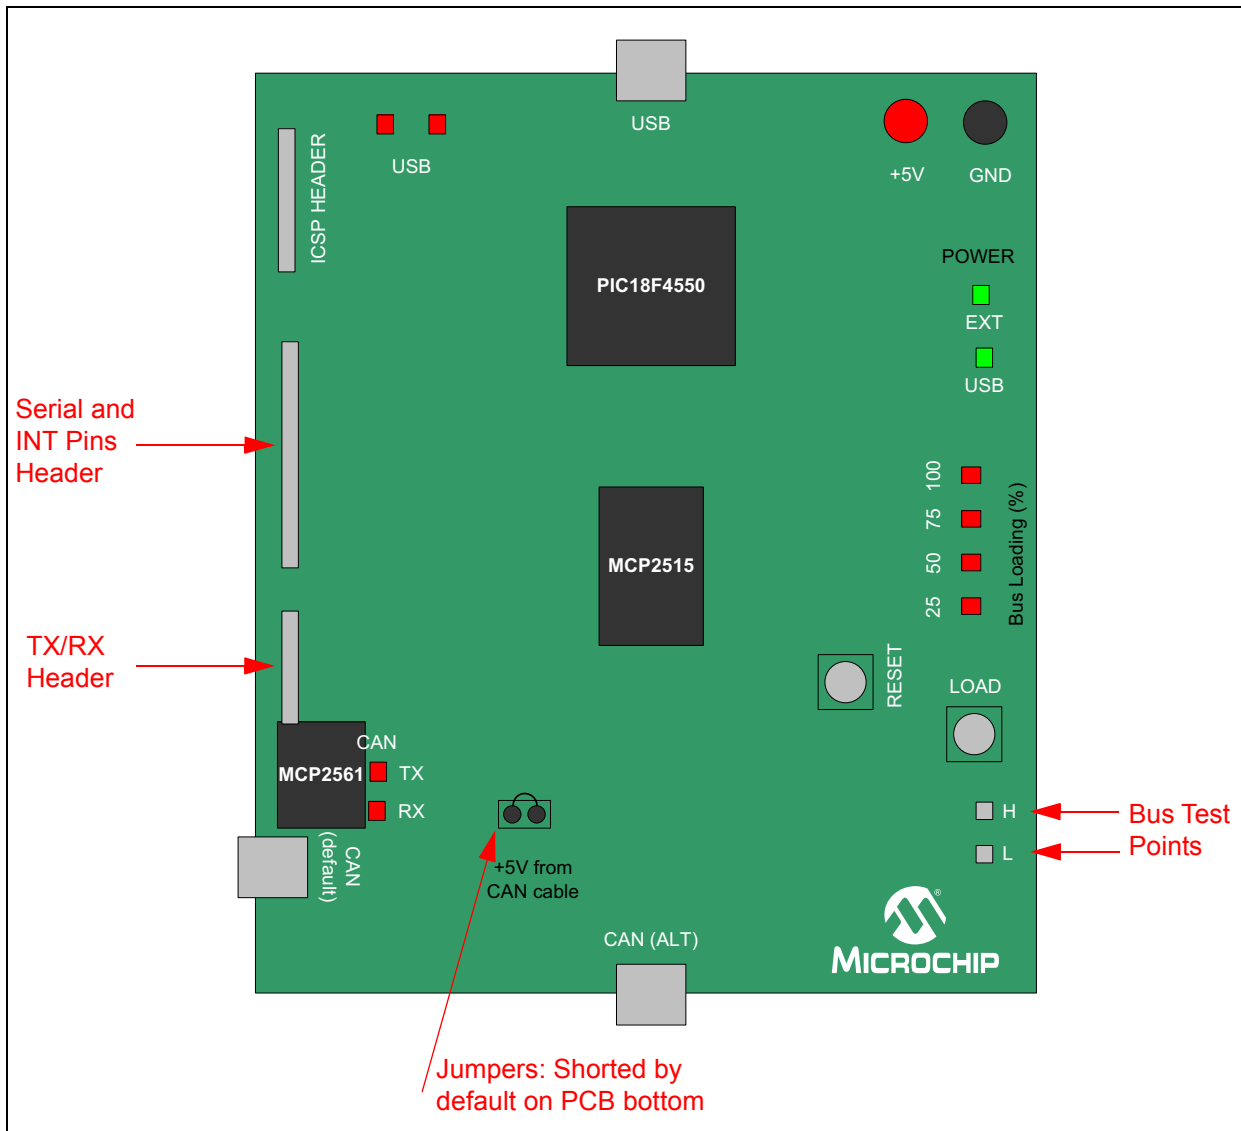 USB
USB
ICSP HEADER
+5V
GND
PIC18F4550
POWER
EXT
USB
Serial and
INT Pins
Header
100
75
50
25
Bus Loading (%)
MCP2515
TX/RX
Header
RESET
LOAD
CAN
MCP2561
TX
RX
H
L
Bus Test
Points
CAN
(default)
+5V from
CAN cable
CAN (ALT)
®
MICROCHIP
Jumpers: Shorted by
default on PCB bottom